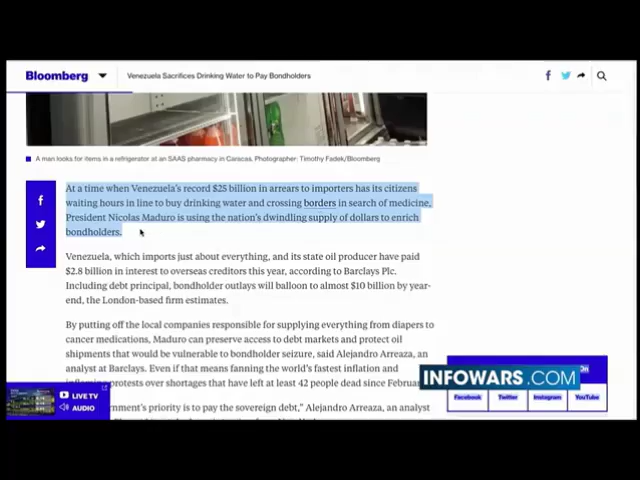 Bloomberg
Venezuela Sacrifices Drinking Water to Pay Bondholders
A man looks for items in a refrigerator at an SAAS pharmacy in Carscas. Photographer: Timothy Fadek/Bloomberg
At a time when Venezuela's record $25 billion in arrears to importers has its citizens
waiting hours in line to buy drinking water and crossing borders in search of medicine,
President Nicolas Maduro is using the nation's dwindling supply of dollars to enrich
bondholders.
Venezuela, which imports just about everything, and its state oil producer have paid
$2.8 billion in interest to overseas creditors this year, according to Barclays Plc.
Including debt principal, bondholder outlays will balloon to almost $10 billion by year-
end, the London-based firm estimates.
By putting off the local companies responsible for supplying everything from diapers to
cancer medications, Maduro can preserve access to debt markets and protect oil
shipments that would be vulnerable to bondholder seizure, said Alejandro Arreaza, an
analyst at Barclays. Even if that means fanning the world's fastest inflation and
protests over shortages that have left at least 42 people dead since Februar
ernment's priority is to pay the sovereign debt," Alejandro Arreaza, an analyst
LIVE TV
AUDIO
INFOWARS.COM
On
Facebook
Twitter
Instagram
YouTube